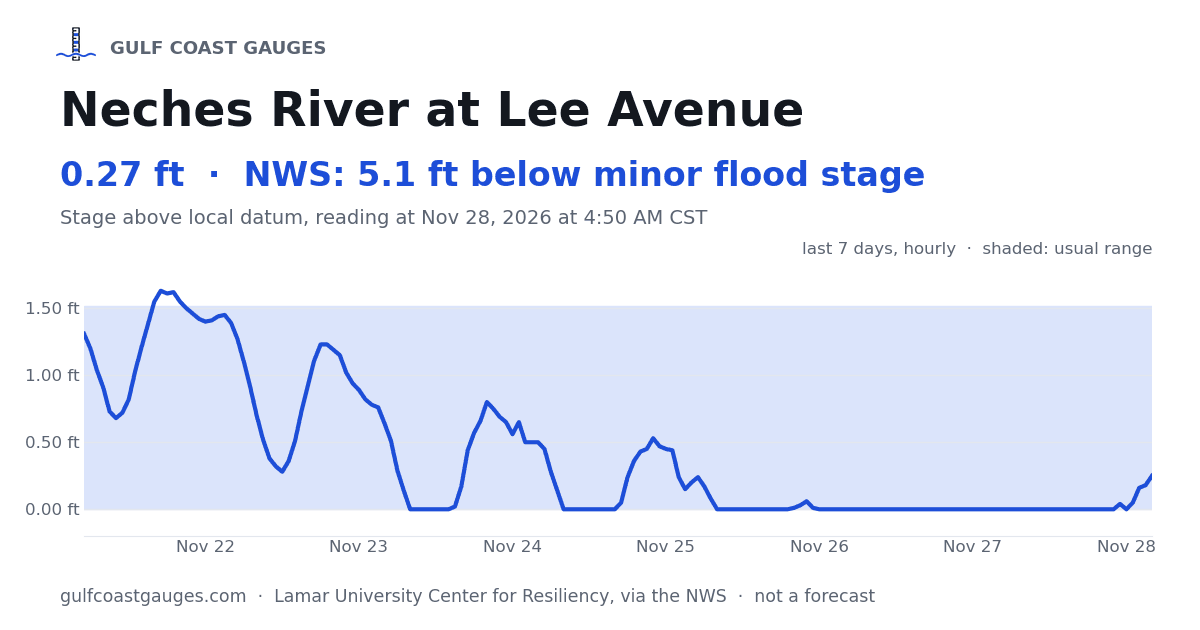 GULF COAST GAUGES
Neches River at Lee Avenue
0.27 ft · NWS: 5.1 ft below minor flood stage
Stage above local datum, reading at Nov 28, 2026 at 4:50 AM CST
last 7 days, hourly · shaded: usual range
1.50 ft
1.00 ft
0.50 ft
0.00 ft
Nov 22 Nov 23 Nov 24 Nov 25 Nov 26 Nov 27 Nov 28
gulfcoastgauges.com · Lamar University Center for Resiliency, via the NWS · not a forecast